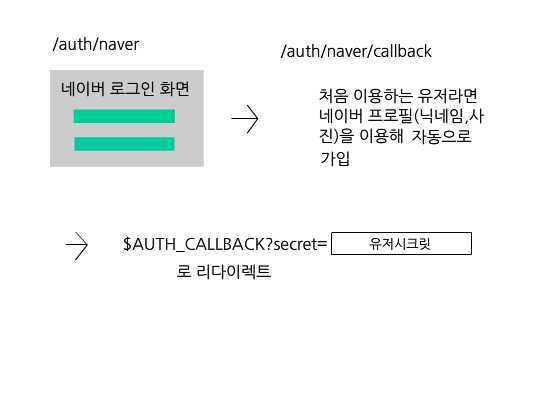 /auth/naver
/auth/naver/callback
네이버 로그인 화면
처음 이용하는 유저라면
네이버 프로필(닉네임,사
진)을 이용해 자동으로
가입
$AUTH_CALLBACK?secret= 유저시크릿
로 리다이렉트